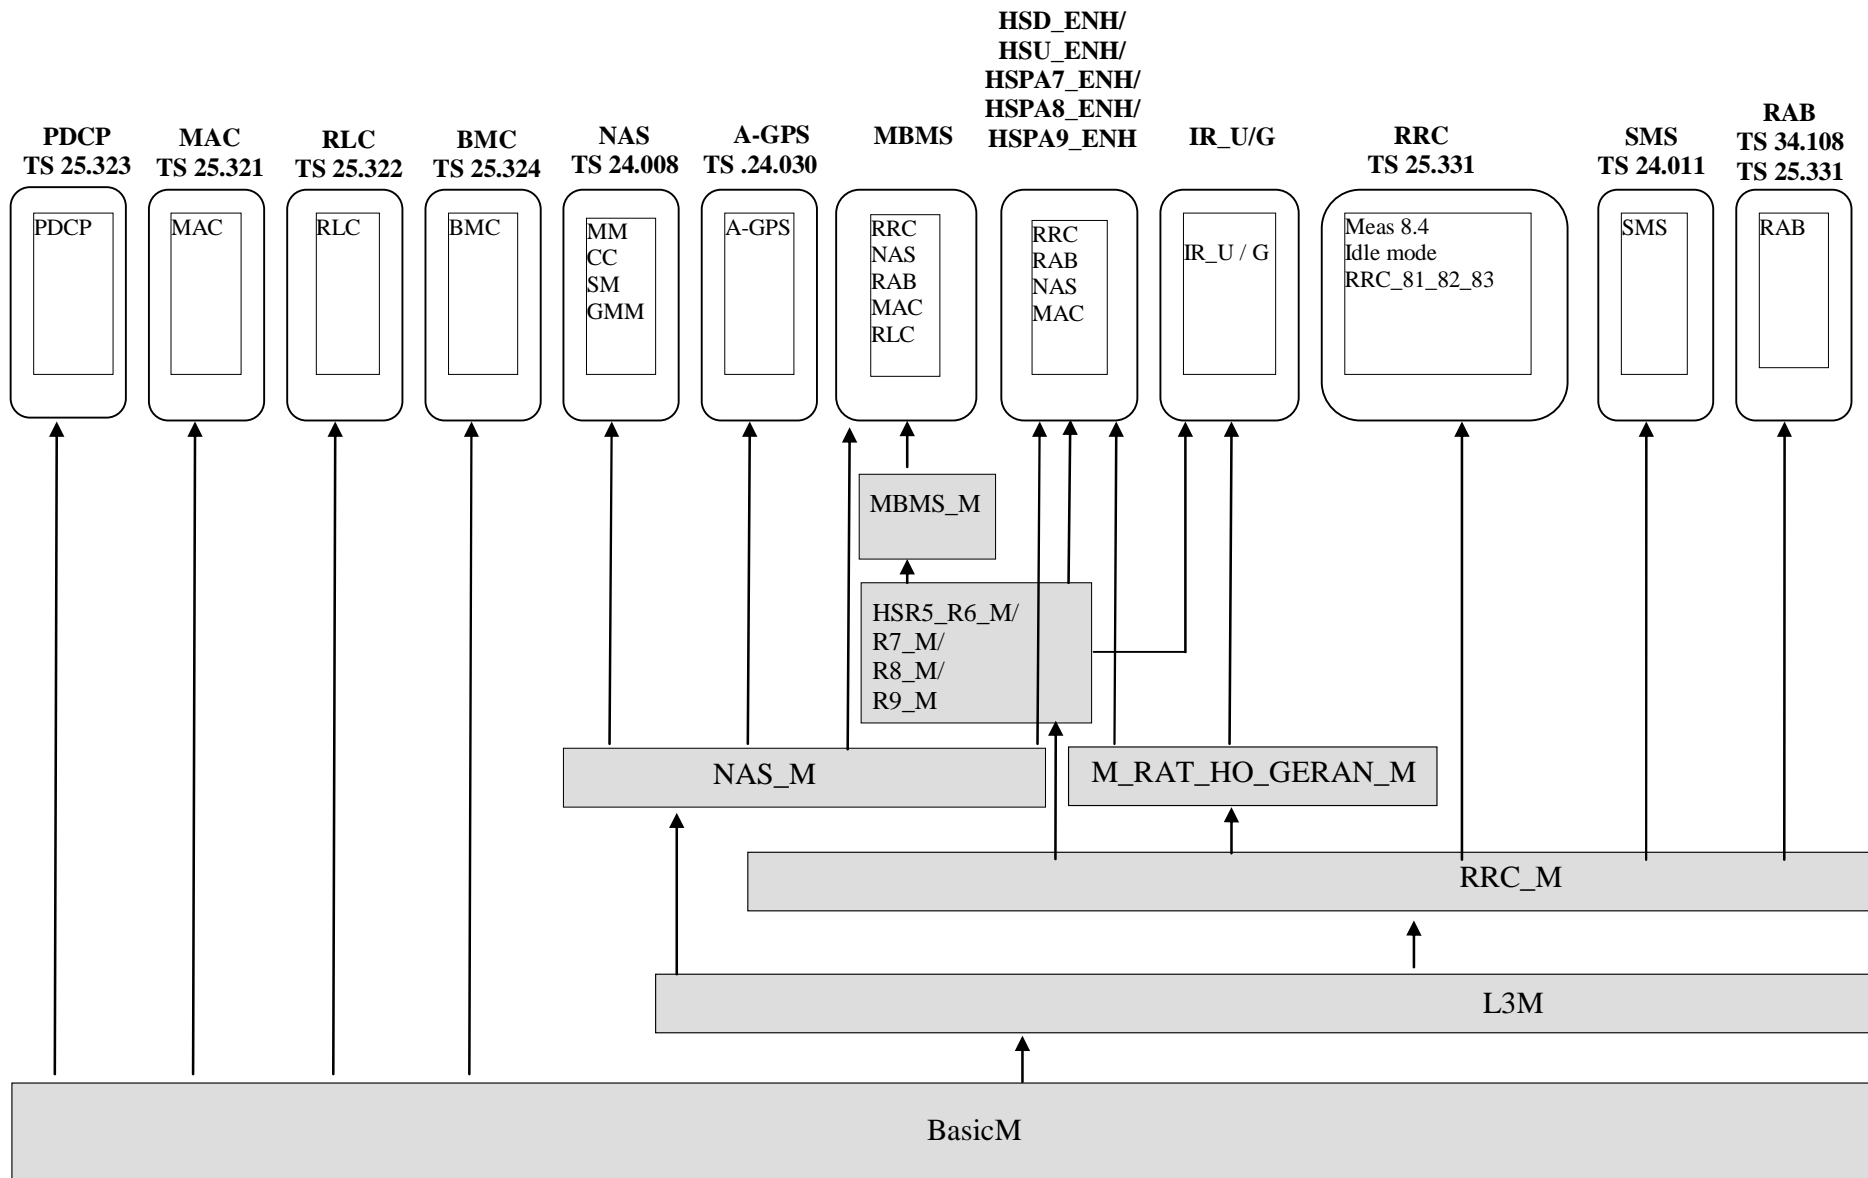 HSD_ENH/
HSU_ENH/
HSPA7_ENH/
HSPA8_ENH/
HSPA9_ENH
PDCP
TS 25.323
MAC
TS 25.321
RLC
TS 25.322
BMC
TS 25.324
NAS
TS 24.008
A-GPS
TS .24.030
MBMS
IR_U/G
RRC
TS 25.331
SMS
TS 24.011
RAB
TS 34.108
TS 25.331
PDCP
MAC
RLC
BMC
MM
CC
SM
GMM
A-GPS
RRC
NAS
RAB
MAC
RLC
RRC
RAB
NAS
MAC
IR_U / G
Meas 8.4
Idle mode
RRC_81_82_83
SMS
RAB
MBMS_M
HSR5_R6_M/
R7_M/
R8_M/
R9_M
NAS_M
M_RAT_HO_GERAN_M
RRC_M
L3M
BasicM